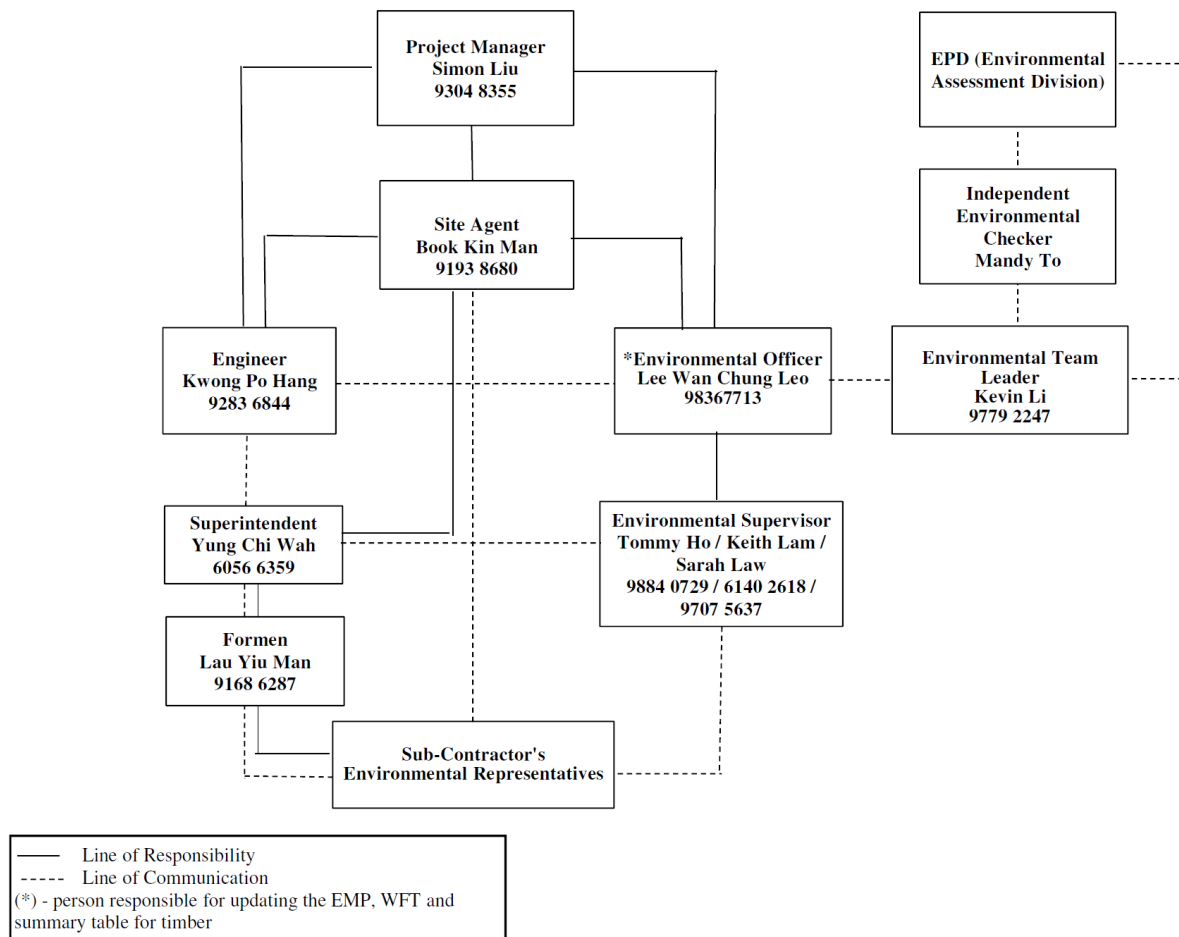 Project Manager
Simon Liu
9304 8355
EPD (Environmental
Assessment Division)
Site Agent
Book Kin Man
9193 8680
Independent
Environmental
Checker
Mandy To
Engineer
Kwong Po Hang
9283 6844
*Environmental Officer
Lee Wan Chung Leo
98367713
Environmental Team
Leader
Kevin Li
9779 2247
Superintendent
Yung Chi Wah
6056 6359
Environmental Supervisor
Tommy Ho / Keith Lam /
Sarah Law
9884 0729 / 6140 2618 /
9707 5637
Formen
Lau Yiu Man
9168 6287
Sub-Contractor's
Environmental Representatives
Line of Responsibility
Line of Communication
(*) - person responsible for updating the EMP, WFT and
summary table for timber